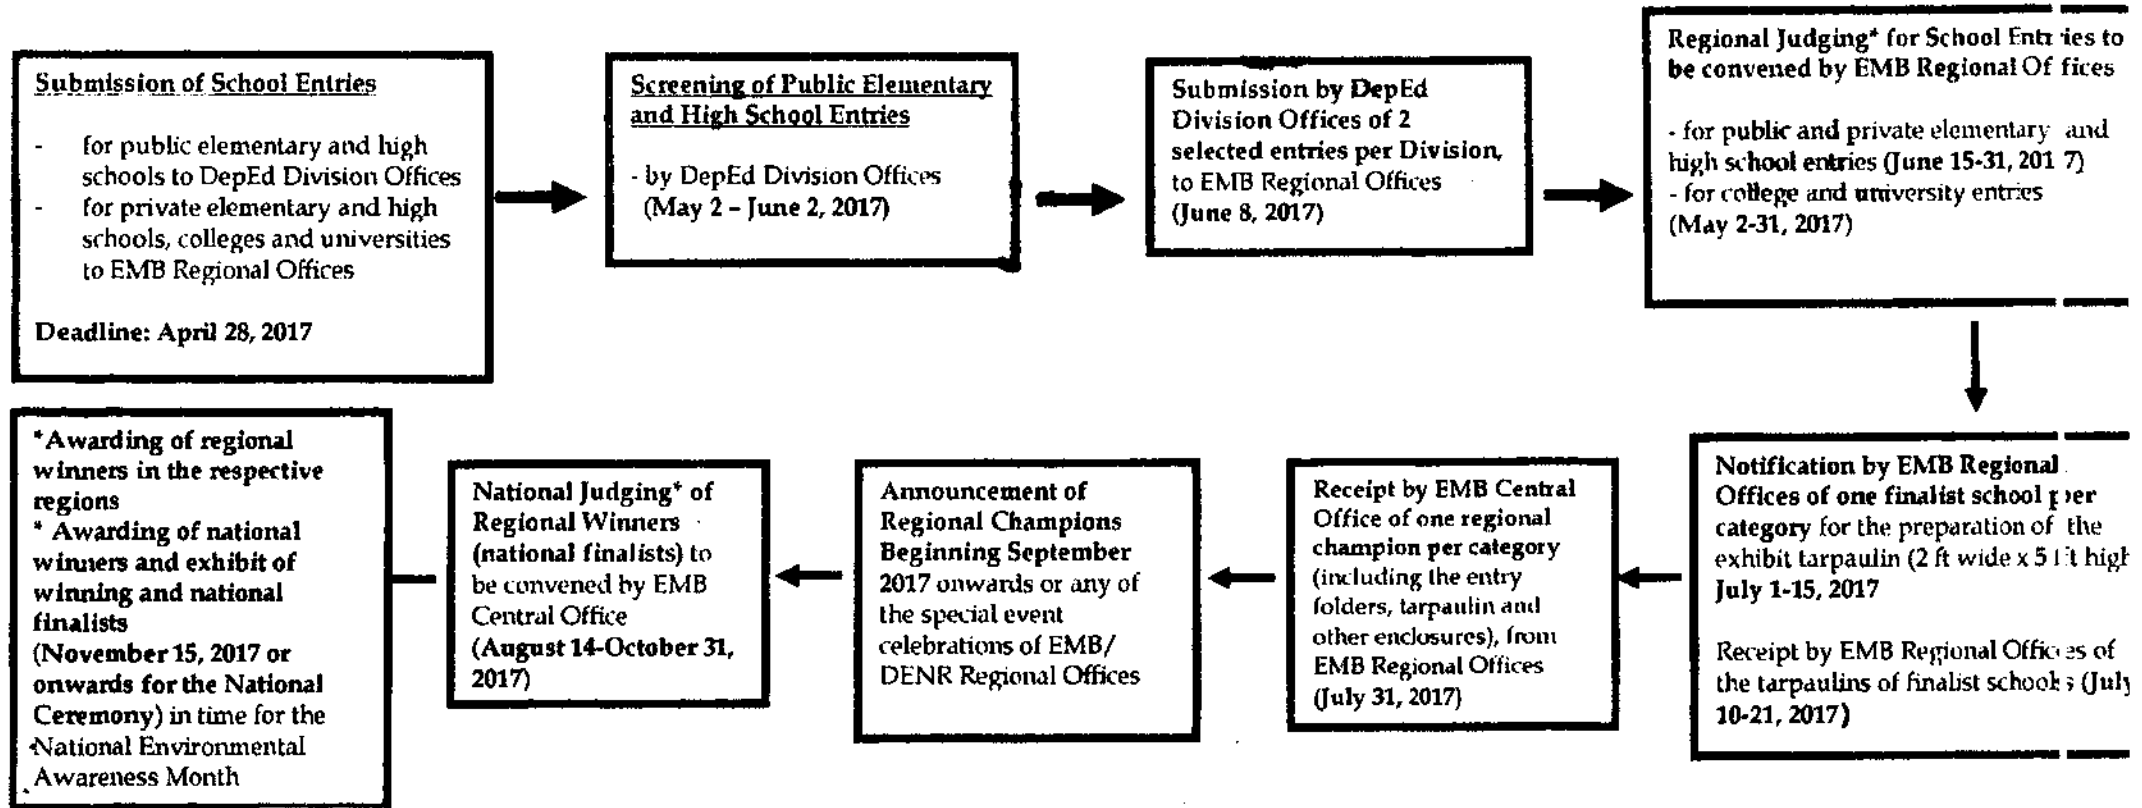 Submission of School Entries
- for public elementary and high
schools to DepEd Division Offices
- for private elementary and high
schools, colleges and universities
to EMB Regional Offices
Deadline: April 28, 2017
Screening of Public Elementary
and High School Entries
- by DepEd Division Offices
(May 2 – June 2, 2017)
Submission by DepEd
Division Offices of 2
selected entries per Division,
to EMB Regional Offices
(June 8, 2017)
Regional Judging* for School Entries to
be convened by EMB Regional Offices
- for public and private elementary and
high school entries (June 15-31, 2017)
- for college and university entries
(May 2-31, 2017)
Notification by EMB Regional
Offices of one finalist school per
category for the preparation of the
exhibit tarpaulin (2 ft wide x 5 ft high
July 1-15, 2017
Receipt by EMB Regional Offices of
the tarpaulins of finalist schools (July
10-21, 2017)
Receipt by EMB Central
Office of one regional
champion per category
(including the entry
folders, tarpaulin and
other enclosures), from
EMB Regional Offices
(July 31, 2017)
Announcement of
Regional Champions
Beginning September
2017 onwards or any of
the special event
celebrations of EMB/
DENR Regional Offices
National Judging* of
Regional Winners
(national finalists) to
be convened by EMB
Central Office
(August 14-October 31,
2017)
*Awarding of regional
winners in the respective
regions
* Awarding of national
winners and exhibit of
winning and national
finalists
(November 15, 2017 or
onwards for the National
Ceremony) in time for the
National Environmental
Awareness Month